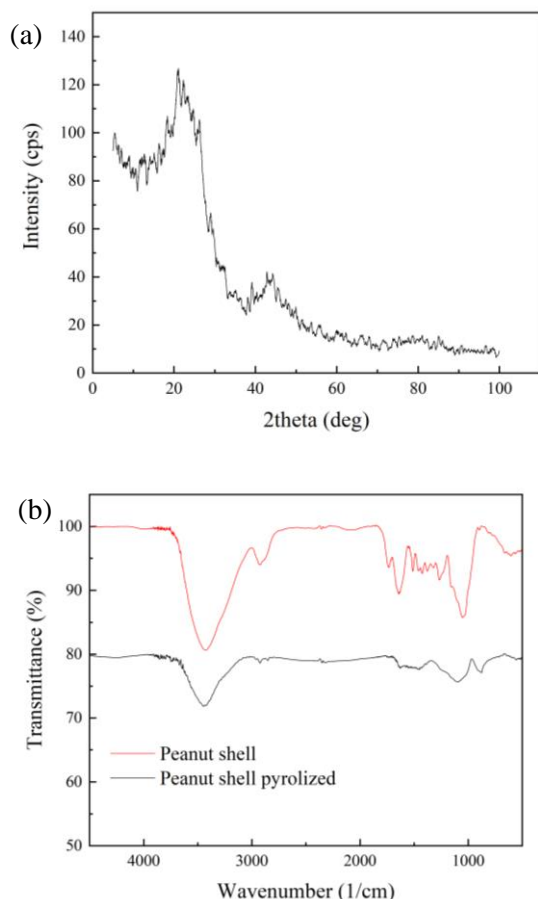 (a)
140
120
100
80
60
40
20
0
Intensity (cps)
0 20 40 60 80 100
2theta (deg)
(b)
100
90
80
70
60
50
Transmittance (%)
Peanut shell
Peanut shell pyrolized
4000 3000 2000 1000
Wavenumber (1/cm)